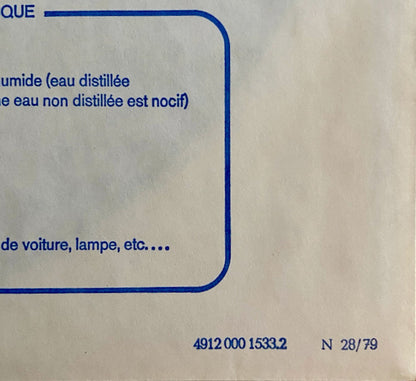 QUE
umide (eau distillée
e eau non distillée est nocif)
de voiture, lampe, etc....
4912 000 1533.2 N 28/79